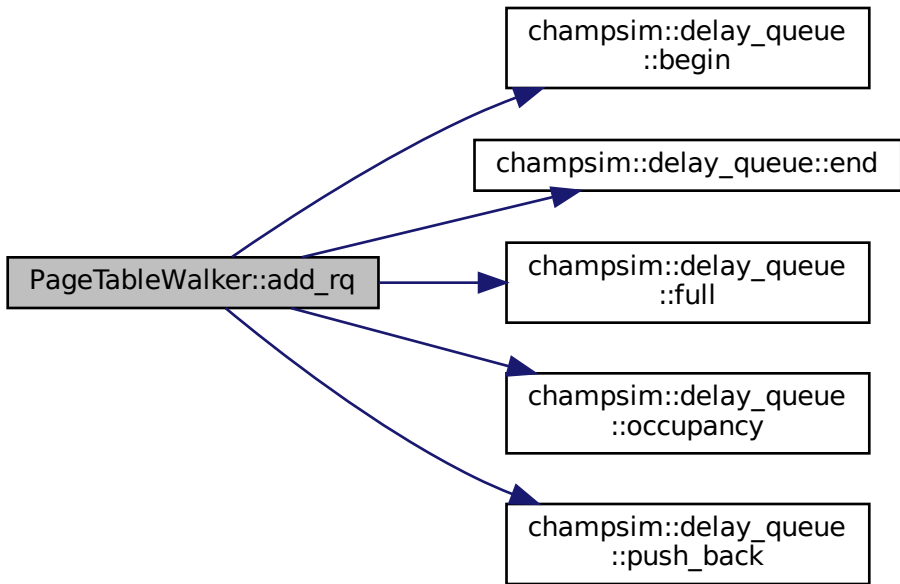 champsim::delay_queue
::begin
champsim::delay_queue::end
PageTableWalker::add_rq
champsim::delay_queue
::full
champsim::delay_queue
::occupancy
champsim::delay_queue
::push_back